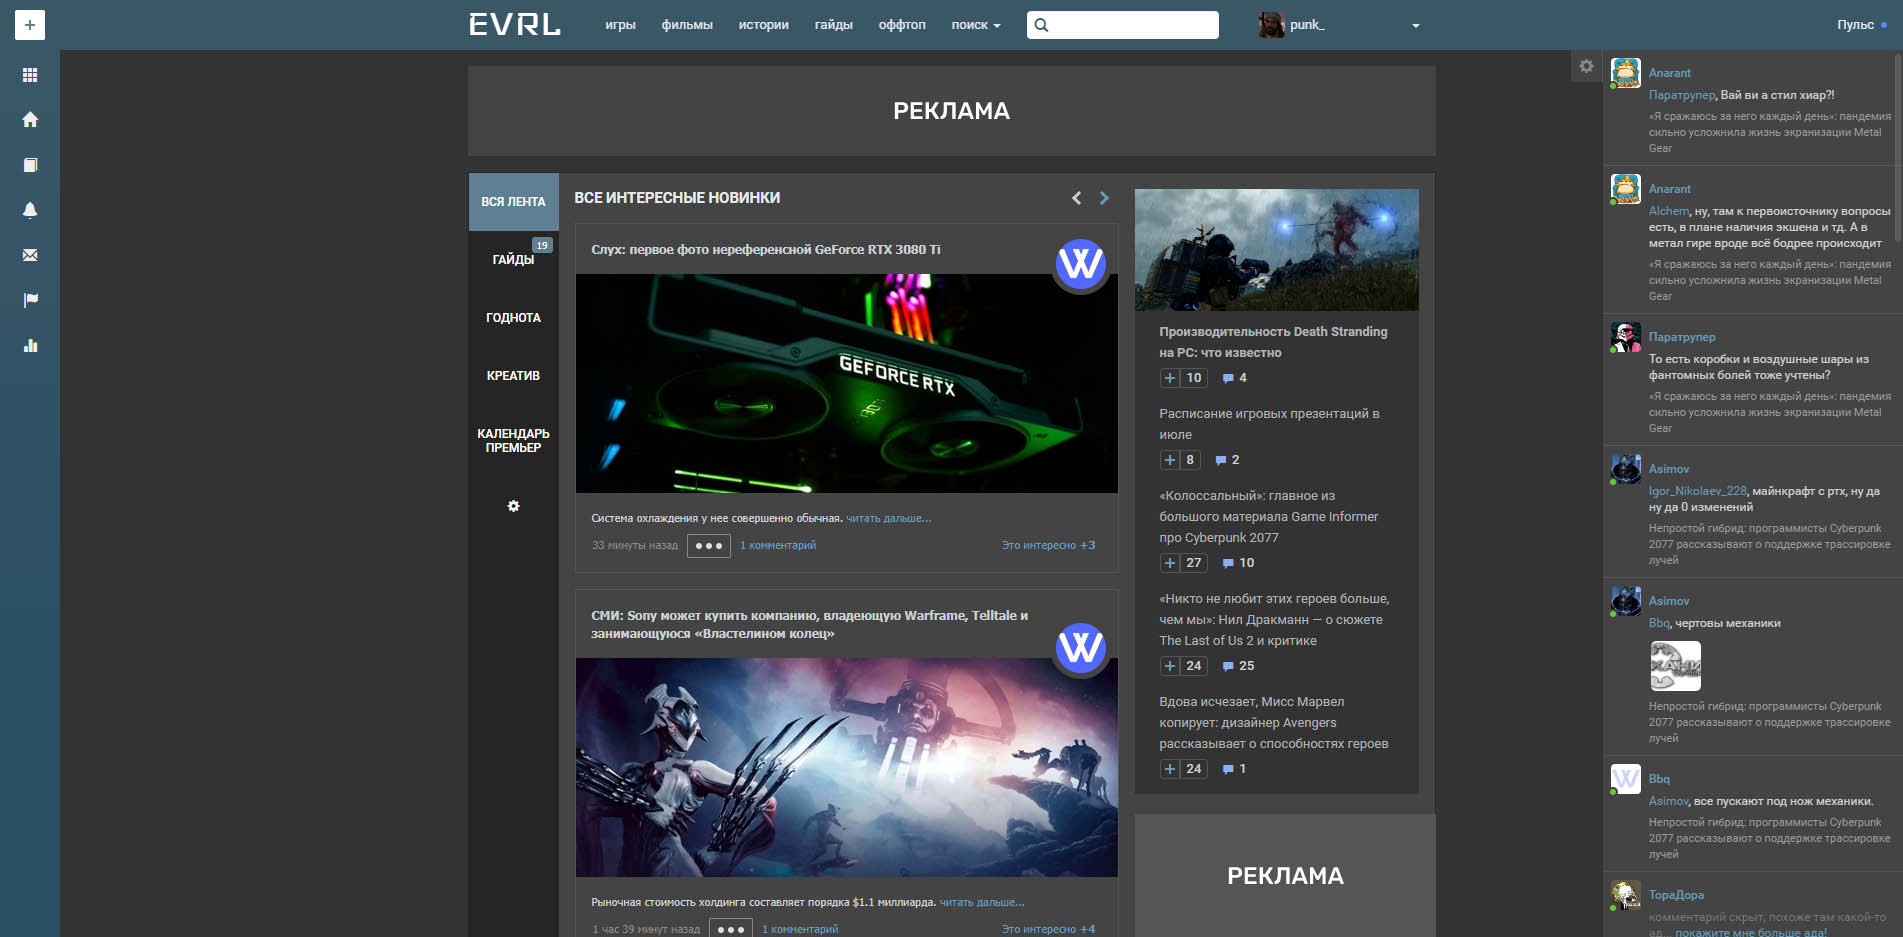 EVRL
игры фильмы истории гайды оффтоп поиск
punk_
Пульс
РЕКЛАМА
ВСЯ ЛЕНТА
19
ГАЙДЫ
ГОДНОТА
КРЕАТИВ
КАЛЕНДАРЬ
ПРЕМЬЕР
ВСЕ ИНТЕРЕСНЫЕ НОВИНКИ
Слух: первое фото нереференсной GeForce RTX 3080 Ti
W
GEFORCE RTX
Система охлаждения у нее совершенно обычная. читать дальше...
33 минуты назад 1 комментарий Это интересно +3
СМИ: Sony может купить компанию, владеющую Warframe, Telltale и
занимающуюся «Властелином колец»
W
Рыночная стоимость холдинга составляет порядка $1.1 миллиарда. читать дальше...
1 час 39 минут назад 1 комментарий Это интересно +4
Производительность Death Stranding
на PC: что известно
+ 10 4
Расписание игровых презентаций в
июле
+ 8 2
«Колоссальный»: главное из
большого материала Game Informer
про Cyberpunk 2077
+ 27 10
«Никто не любит этих героев больше,
чем мы»: Нил Дракманн — о сюжете
The Last of Us 2 и критике
+ 24 25
Вдова исчезает, Мисс Марвел
копирует: дизайнер Avengers
рассказывает о способностях героев
+ 24 1
РЕКЛАМА
Anarant
Паратрупер, Вай ви а стил хиар?!
«Я сражаюсь за него каждый день»: пандемия
сильно усложнила жизнь экранизации Metal
Gear
Anarant
Alchem, ну, там к первоисточнику вопросы
есть, в плане наличия экшена и тд. А в
метал гире вроде всё бодрее происходит
«Я сражаюсь за него каждый день»: пандемия
сильно усложнила жизнь экранизации Metal
Gear
Паратрупер
То есть коробки и воздушные шары из
фантомных болей тоже учтены?
«Я сражаюсь за него каждый день»: пандемия
сильно усложнила жизнь экранизации Metal
Gear
Asimov
Igor_Nikolaev_228, майнкрафт с ртх, ну да
ну да 0 изменений
Непростой гибрид: программисты Cyberpunk
2077 рассказывают о поддержке трассировке
лучей
Asimov
Bbq, чертовы механики
Непростой гибрид: программисты Cyberpunk
2077 рассказывают о поддержке трассировке
лучей
Bbq
Asimov, все пускают под нож механики.
Непростой гибрид: программисты Cyberpunk
2077 рассказывают о поддержке трассировке
лучей
ТораДора
комментарий скрыт, похоже там какой-то
ад... покажите мне больше ада!